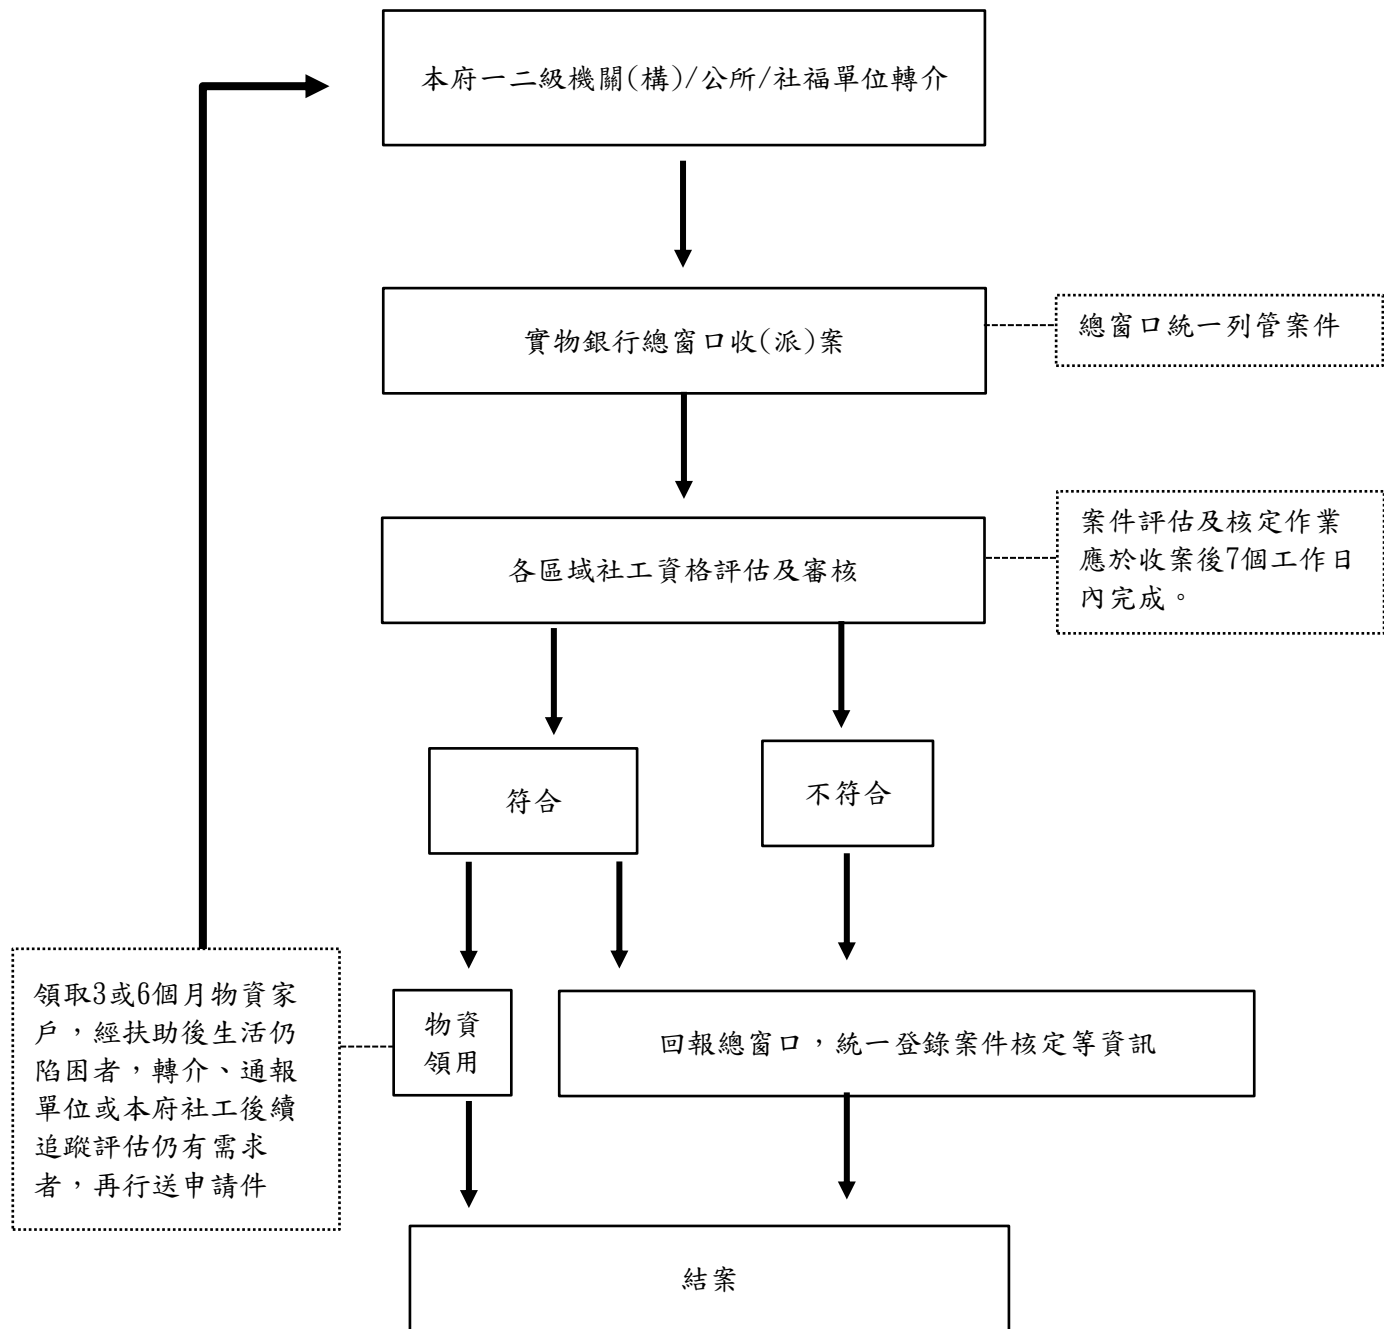 本府一二級機關(構)/公所/社福單位轉介
實物銀行總窗口收(派)案
總窗口統一列管案件
各區域社工資格評估及審核
案件評估及核定作業
應於收案後7個工作日
內完成。
符合
不符合
領取3或6個月物資家
戶，經扶助後生活仍
陷困者，轉介、通報
單位或本府社工後續
追蹤評估仍有需求
者，再行送申請件
物資
領用
回報總窗口，統一登錄案件核定等資訊
結案